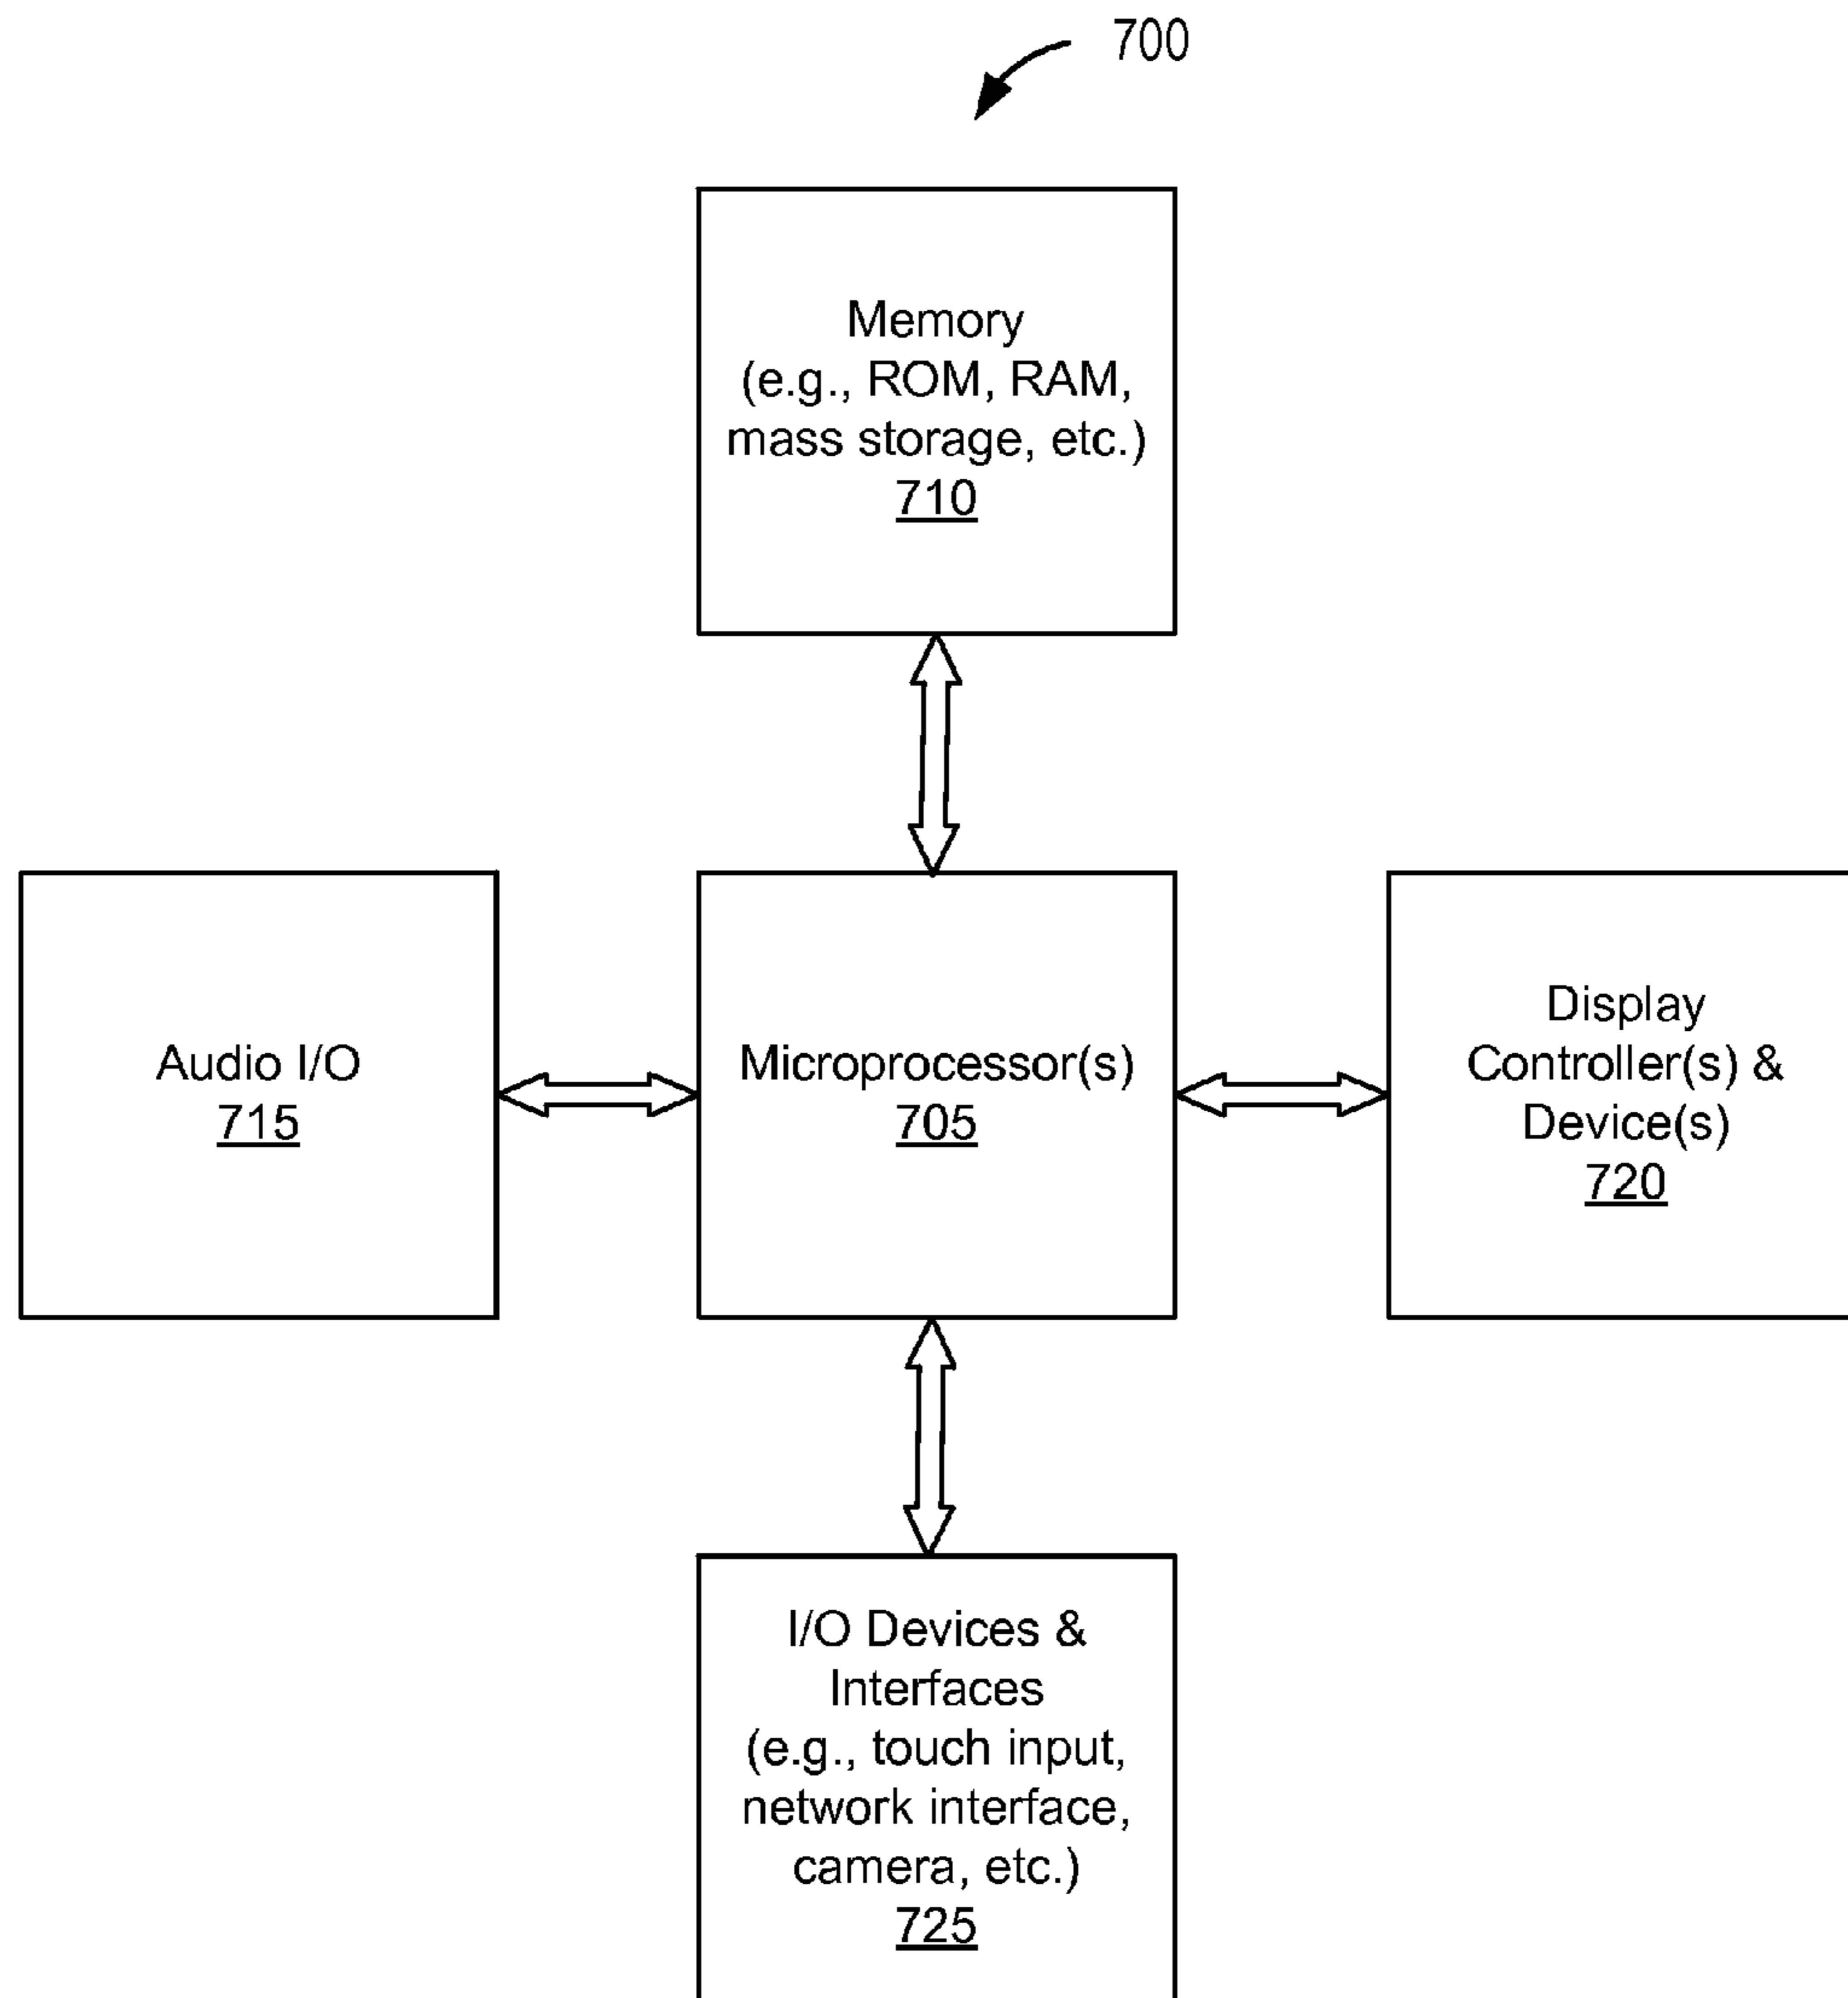 700
Memory
(e.g., ROM, RAM,
mass storage, etc.)
710
Audio I/O
715
Microprocessor(s)
705
Display
Controller(s) &
Device(s)
720
I/O Devices &
Interfaces
(e.g., touch input,
network interface,
camera, etc.)
725